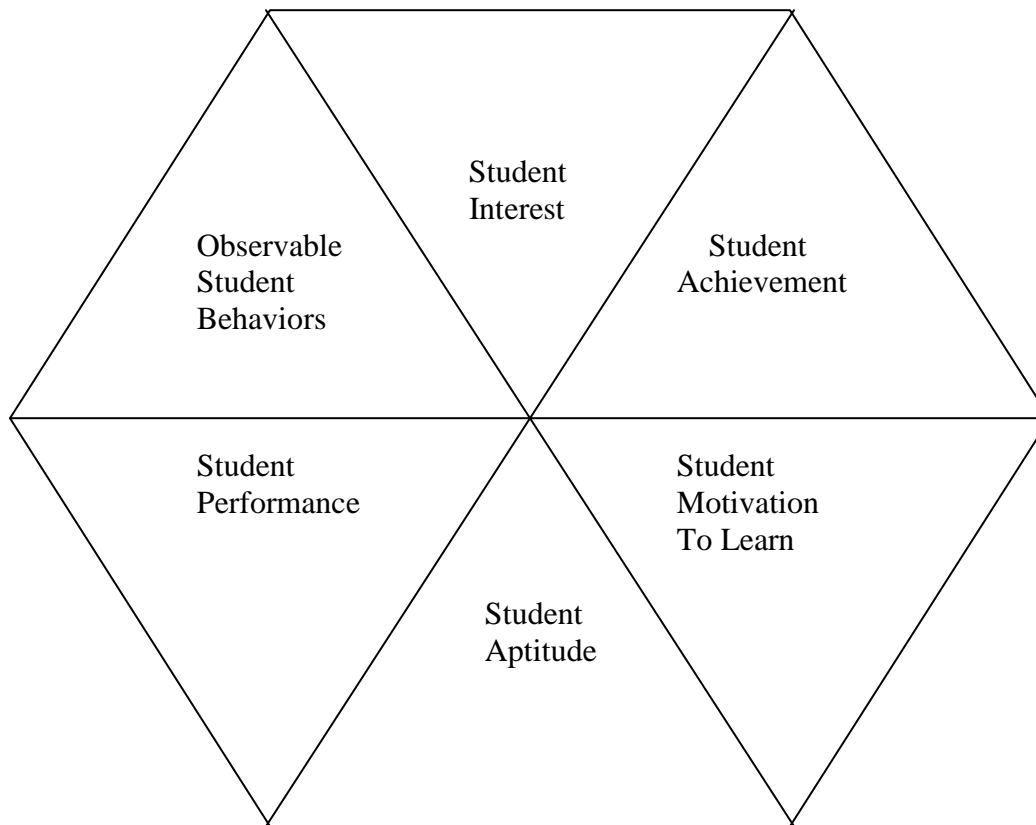 Student
Interest
Observable
Student
Behaviors
Student
Achievement
Student
Performance
Student
Motivation
To Learn
Student
Aptitude